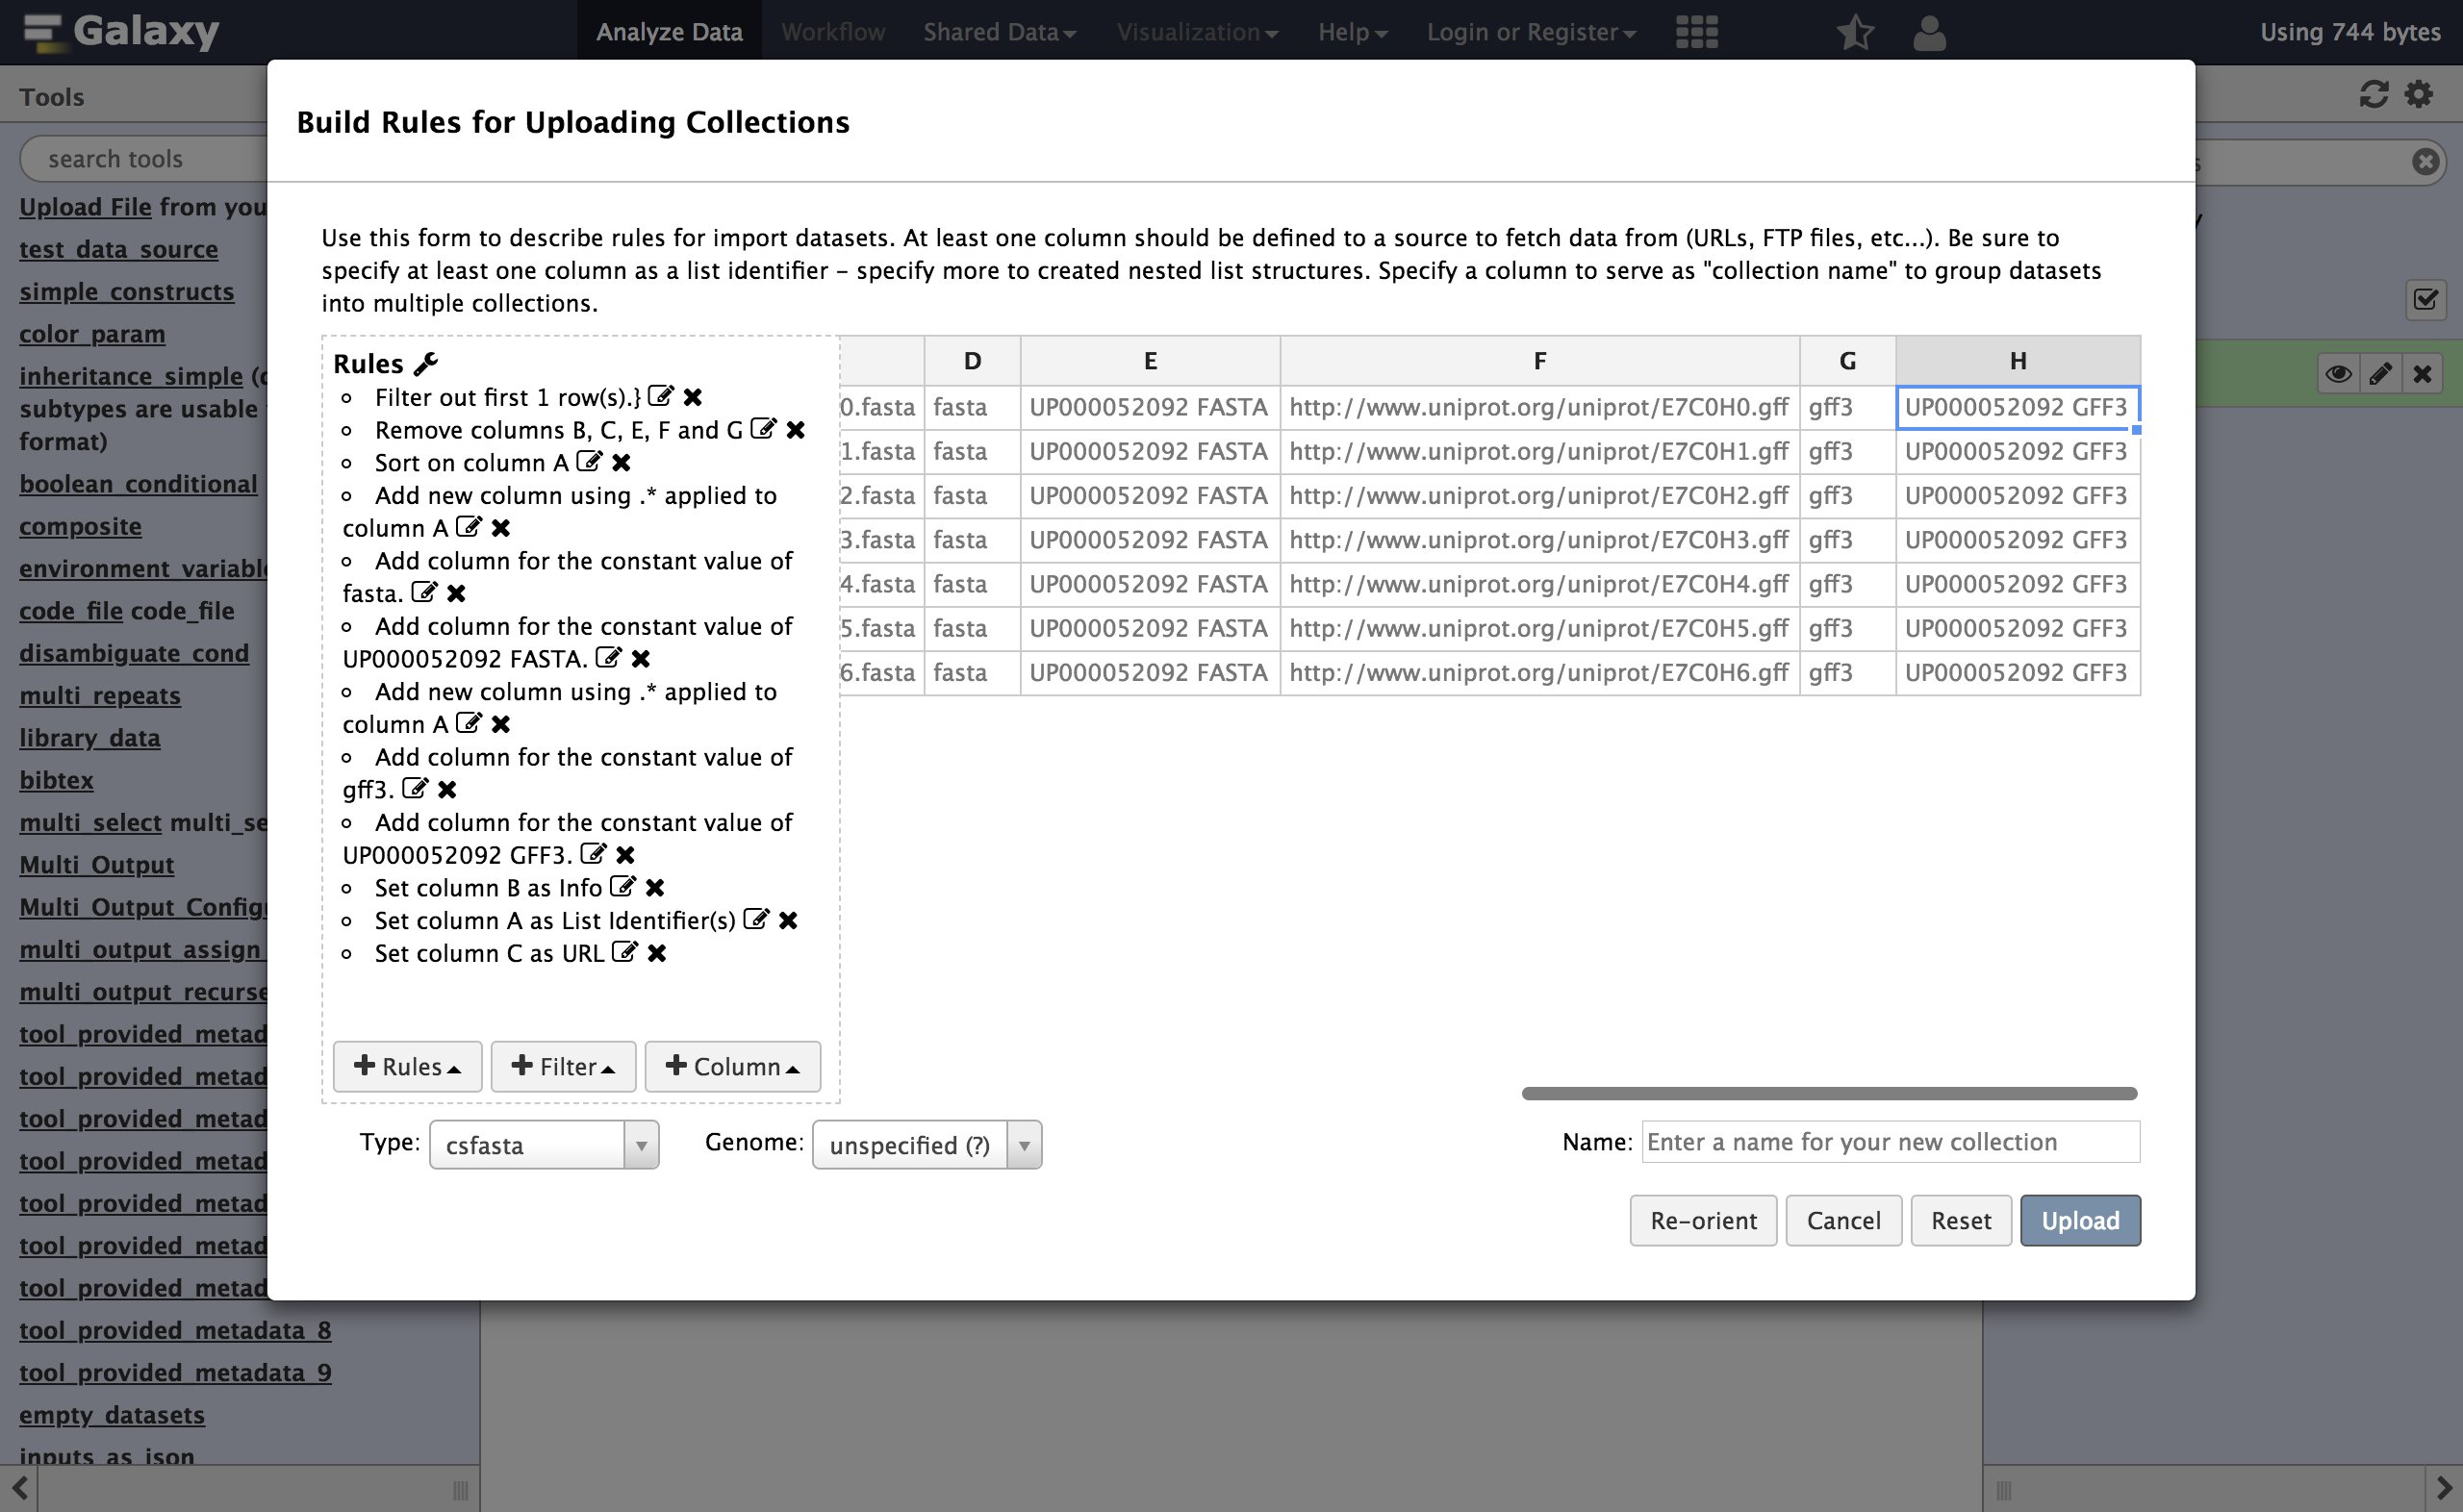 Galaxy
Analyze Data
Workflow
Shared Data
Visualization
Help
Login or Register
Using 744 bytes
Tools
search tools
Upload File from you
test_data_source
simple_constructs
color_param
inheritance_simple (
subtypes are usable
format)
boolean_conditional
composite
environment_variable
code_file code_file
disambiguate_cond
multi_repeats
library_data
bibtex
multi_select multi_se
Multi_Output
Multi_Output_Configu
multi_output_assign_
multi_output_recurse
tool_provided_metad
tool_provided_metad
tool_provided_metad
tool_provided_metad
tool_provided_metad
tool_provided_metad
tool_provided_metad
tool_provided_metadata_8
tool_provided_metadata_9
empty_datasets
inputs_as_json
Build Rules for Uploading Collections
Use this form to describe rules for import datasets. At least one column should be defined to a source to fetch data from (URLs, FTP files, etc...). Be sure to
specify at least one column as a list identifier - specify more to created nested list structures. Specify a column to serve as "collection name" to group datasets
into multiple collections.
Rules
Filter out first 1 row(s).}
Remove columns B, C, E, F and G
Sort on column A
Add new column using .* applied to
column A
Add column for the constant value of
fasta.
Add column for the constant value of
UP000052092 FASTA.
Add new column using .* applied to
column A
Add column for the constant value of
gff3.
Add column for the constant value of
UP000052092 GFF3.
Set column B as Info
Set column A as List Identifier(s)
Set column C as URL
Rules
Filter
Column
D E F G H
0.fasta fasta UP000052092 FASTA http://www.uniprot.org/uniprot/E7C0H0.gff gff3 UP000052092 GFF3
1.fasta fasta UP000052092 FASTA http://www.uniprot.org/uniprot/E7C0H1.gff gff3 UP000052092 GFF3
2.fasta fasta UP000052092 FASTA http://www.uniprot.org/uniprot/E7C0H2.gff gff3 UP000052092 GFF3
3.fasta fasta UP000052092 FASTA http://www.uniprot.org/uniprot/E7C0H3.gff gff3 UP000052092 GFF3
4.fasta fasta UP000052092 FASTA http://www.uniprot.org/uniprot/E7C0H4.gff gff3 UP000052092 GFF3
5.fasta fasta UP000052092 FASTA http://www.uniprot.org/uniprot/E7C0H5.gff gff3 UP000052092 GFF3
6.fasta fasta UP000052092 FASTA http://www.uniprot.org/uniprot/E7C0H6.gff gff3 UP000052092 GFF3
Type: csfasta
Genome: unspecified (?)
Name: Enter a name for your new collection
Re-orient
Cancel
Reset
Upload